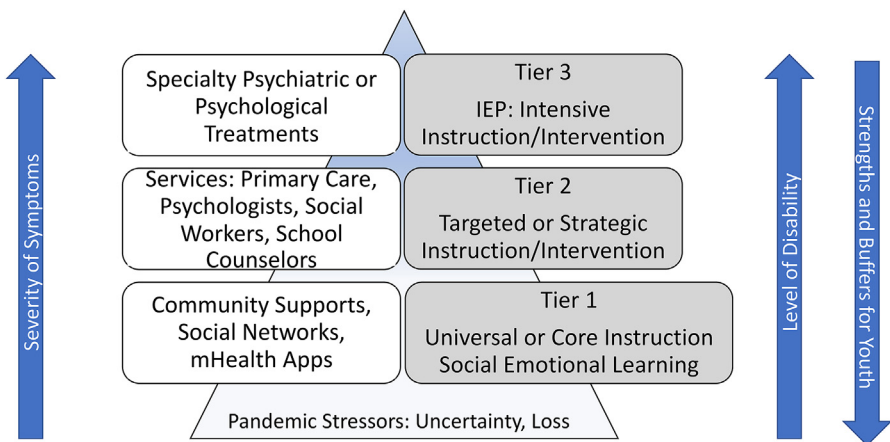 Severity of Symptoms
Specialty Psychiatric or
Psychological
Treatments
Tier 3
IEP: Intensive
Instruction/Intervention
Services: Primary Care,
Psychologists, Social
Workers, School
Counselors
Tier 2
Targeted or Strategic
Instruction/Intervention
Community Supports,
Social Networks,
mHealth Apps
Tier 1
Universal or Core Instruction
Social Emotional Learning
Pandemic Stressors: Uncertainty, Loss
Level of Disability
Strengths and Buffers for Youth